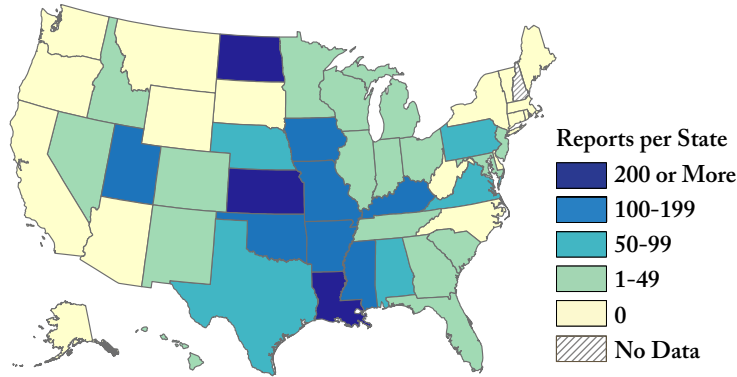 Reports per State
200 or More
100-199
50-99
1-49
0
No Data